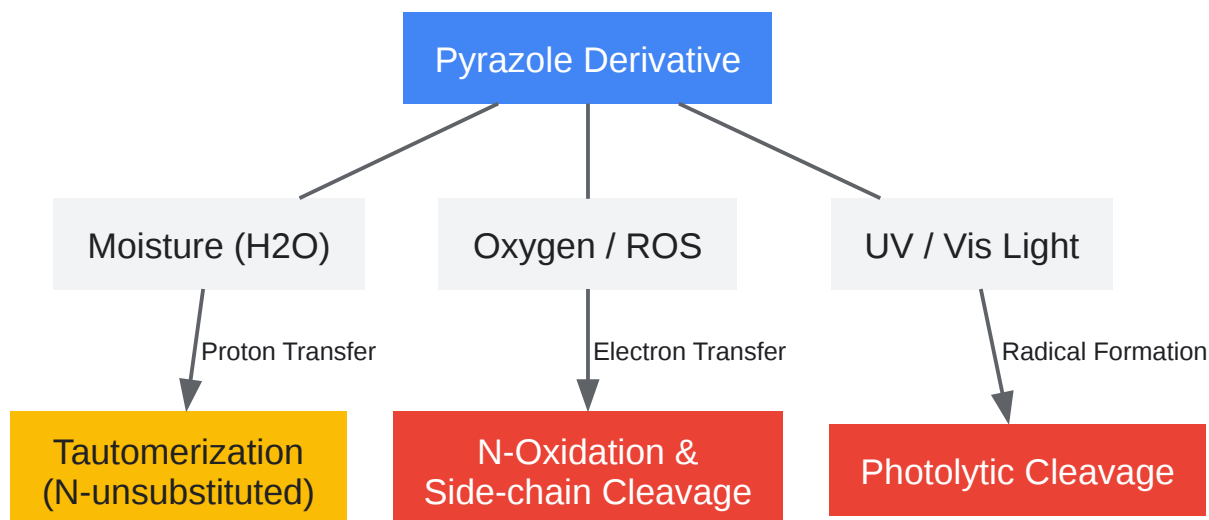 Pyrazole Derivative
Moisture (H2O)
Oxygen / ROS
UV / Vis Light
Proton Transfer
Electron Transfer
Radical Formation
Tautomerization
(N-unsubstituted)
N-Oxidation &
Side-chain Cleavage
Photolytic Cleavage